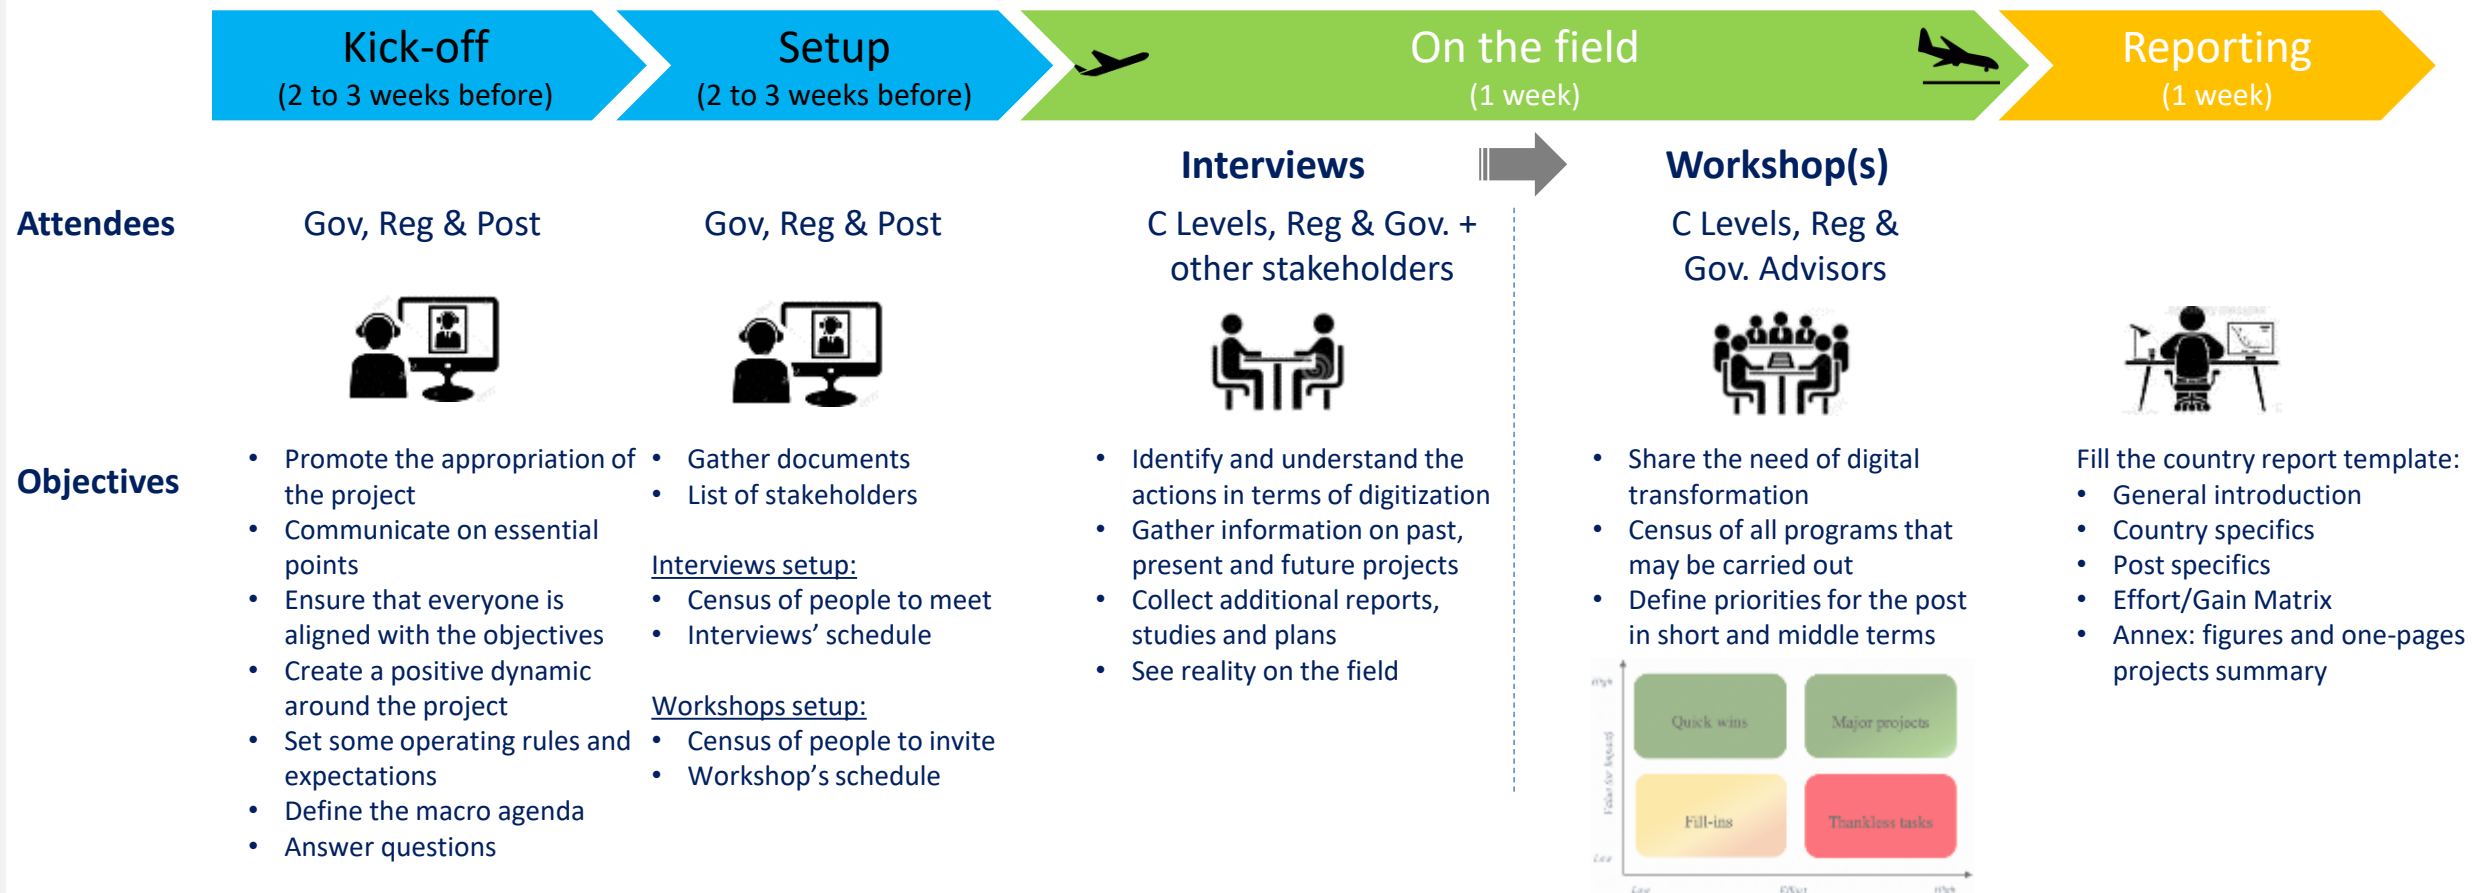 Kick-off
(2 to 3 weeks before)
Setup
(2 to 3 weeks before)
On the field
(1 week)
Reporting
(1 week)
Interviews
Workshop(s)
Attendees
Gov, Reg & Post
Gov, Reg & Post
C Levels, Reg & Gov. +
other stakeholders
C Levels, Reg &
Gov. Advisors
Objectives
• Promote the appropriation of
the project
• Communicate on essential
points
• Ensure that everyone is
aligned with the objectives
• Create a positive dynamic
around the project
• Set some operating rules and
expectations
• Define the macro agenda
• Answer questions
• Gather documents
• List of stakeholders
Interviews setup:
• Census of people to meet
• Interviews’ schedule
Workshops setup:
• Census of people to invite
• Workshop’s schedule
• Identify and understand the
actions in terms of digitization
• Gather information on past,
present and future projects
• Collect additional reports,
studies and plans
• See reality on the field
• Share the need of digital
transformation
• Census of all programs that
may be carried out
• Define priorities for the post
in short and middle terms
High
Quick wins
Major projects
Fill-ins
Thankless tasks
Low
Low
Effort
High
Fill the country report template:
• General introduction
• Country specifics
• Post specifics
• Effort/Gain Matrix
• Annex: figures and one-pages
projects summary